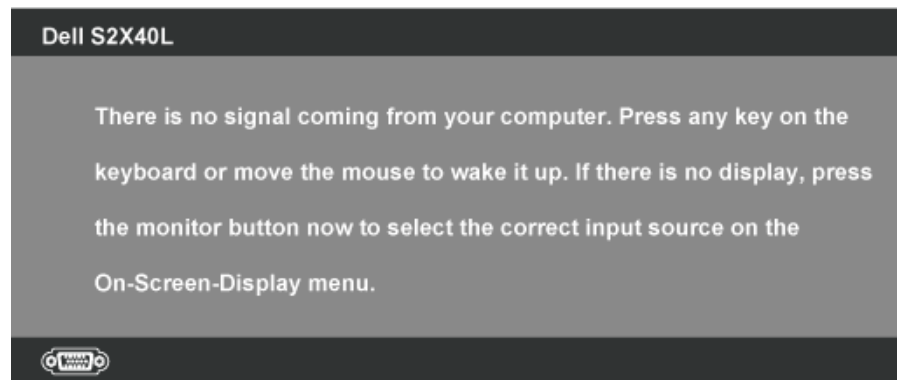 Dell S2X40L
There is no signal coming from your computer. Press any key on the
keyboard or move the mouse to wake it up. If there is no display, press
the monitor button now to select the correct input source on the
On-Screen-Display menu.